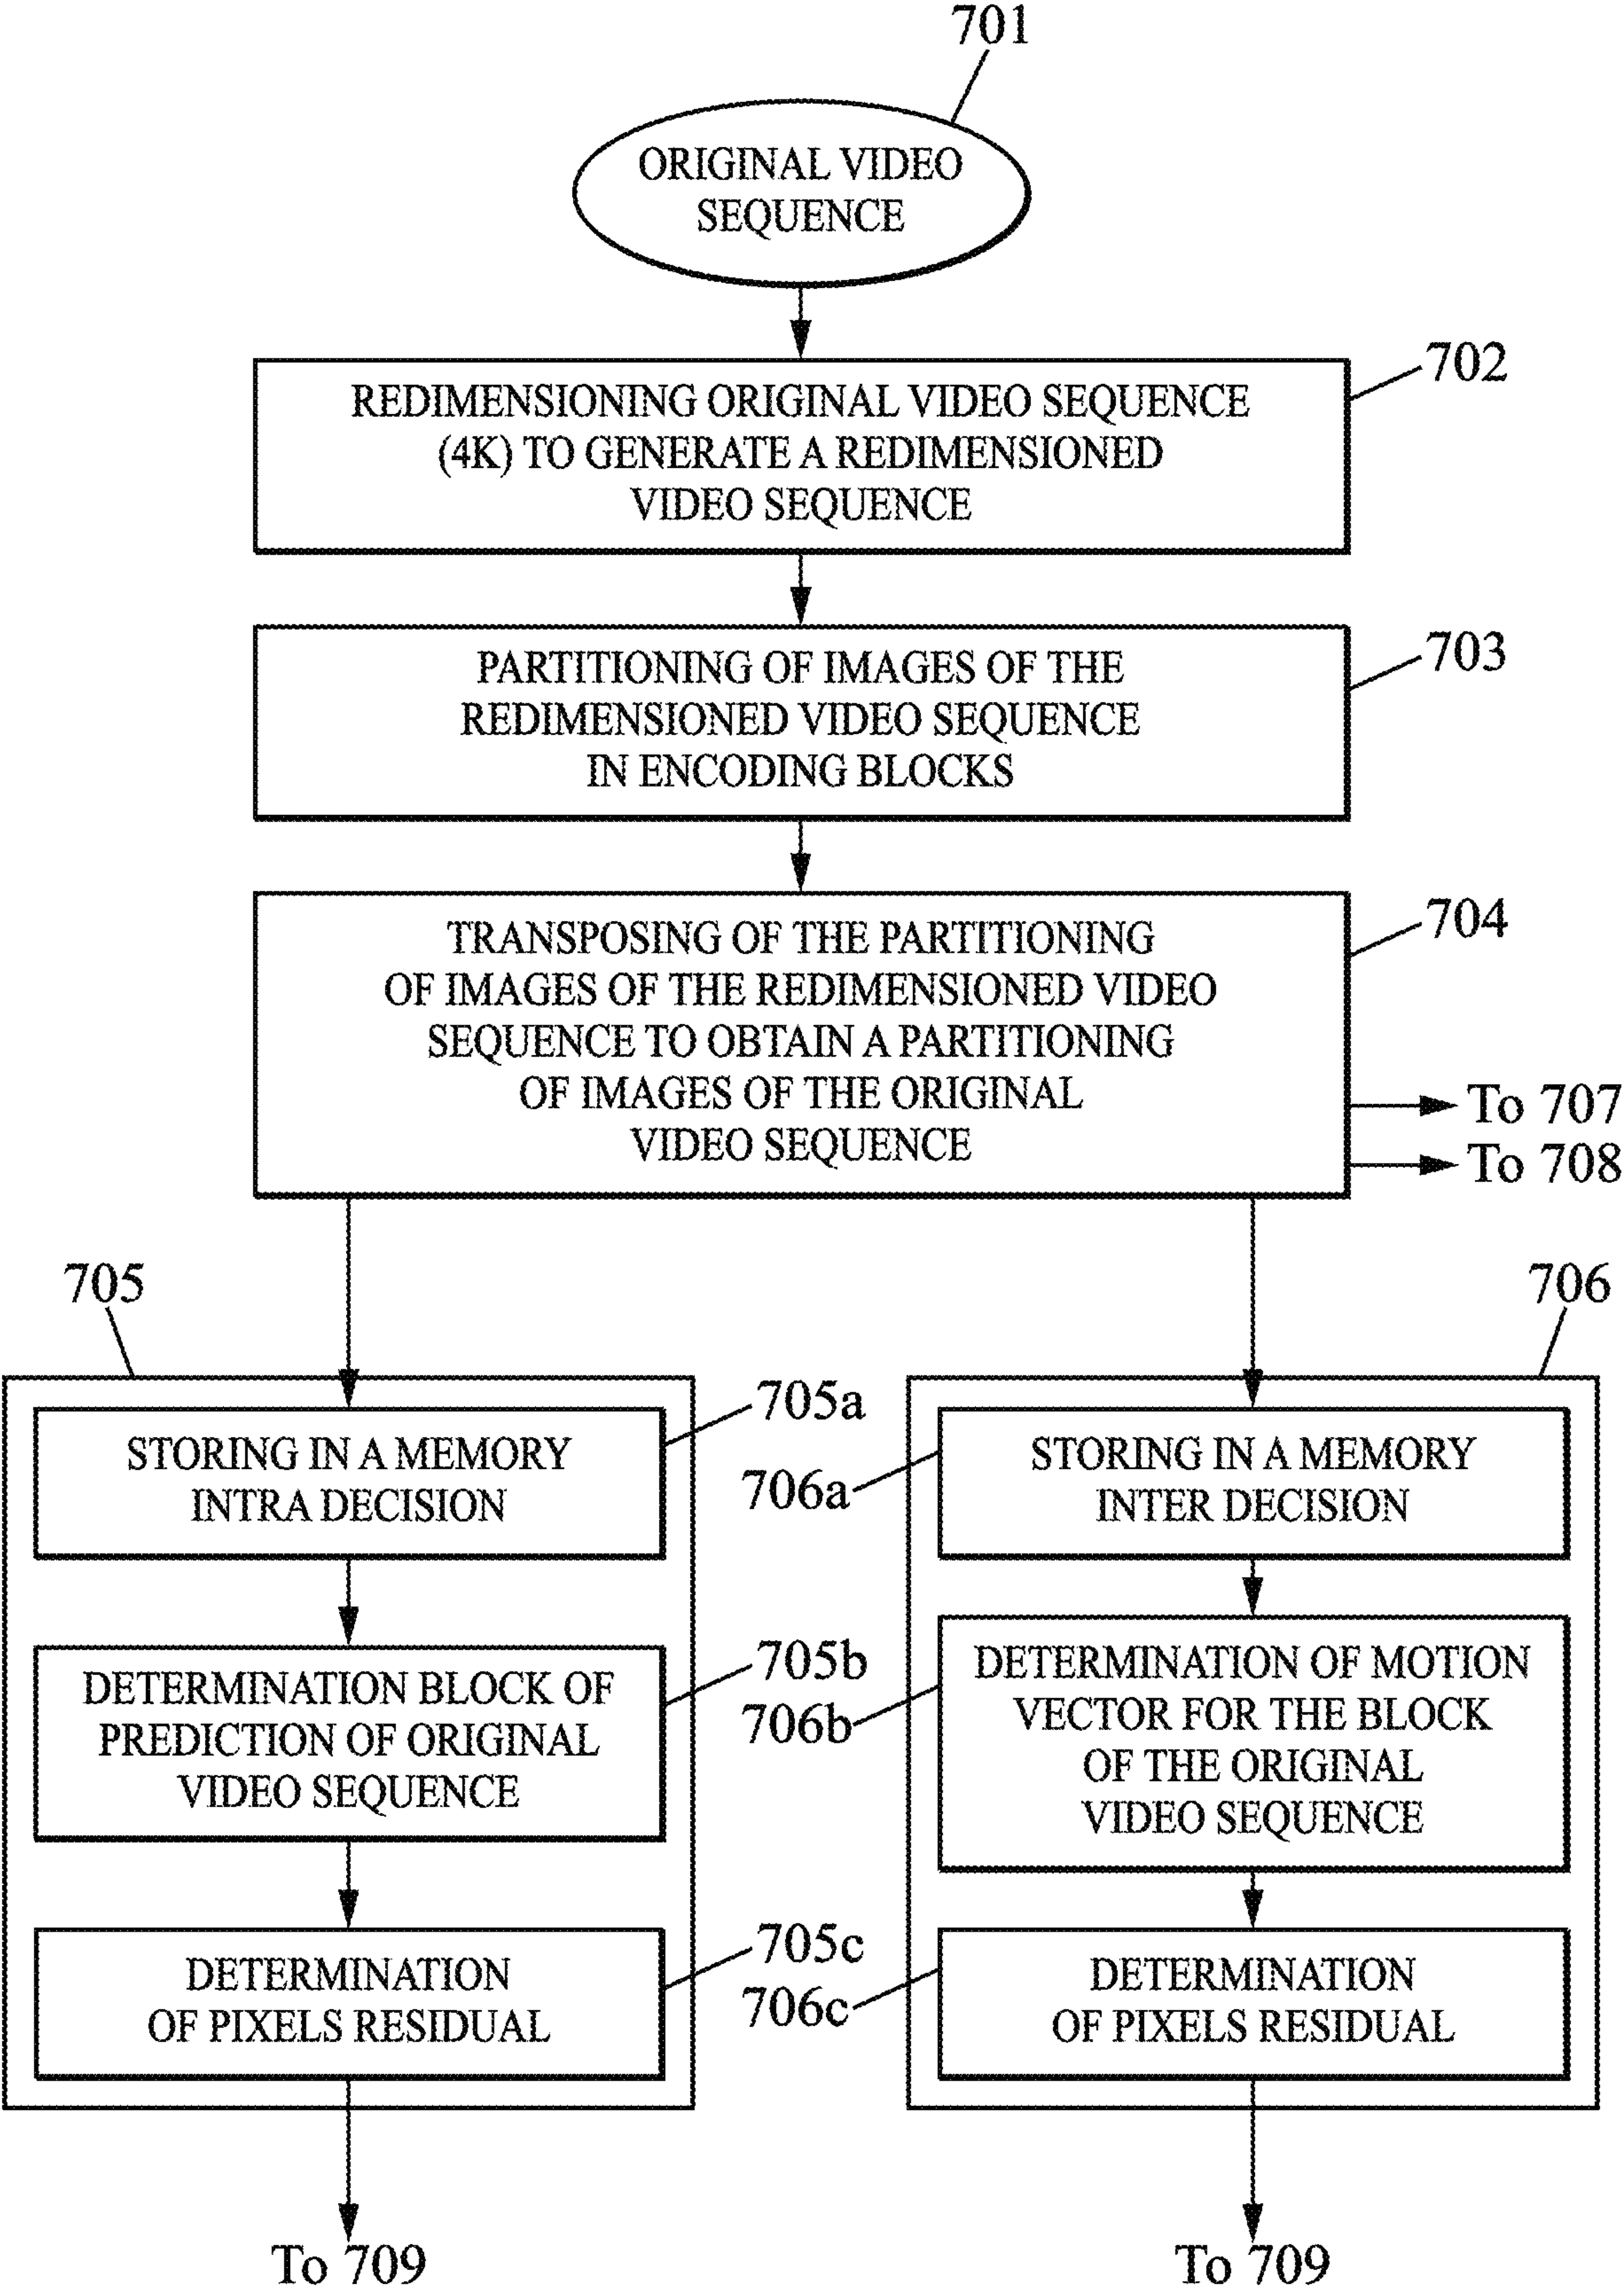 701
ORIGINAL VIDEO
SEQUENCE
702
REDIMENSIONING ORIGINAL VIDEO SEQUENCE
(4K) TO GENERATE A REDIMENSIONED
VIDEO SEQUENCE
703
PARTITIONING OF IMAGES OF THE
REDIMENSIONED VIDEO SEQUENCE
IN ENCODING BLOCKS
704
TRANSPOSING OF THE PARTITIONING
OF IMAGES OF THE REDIMENSIONED VIDEO
SEQUENCE TO OBTAIN A PARTITIONING
OF IMAGES OF THE ORIGINAL
VIDEO SEQUENCE
To 707
To 708
705
705a
STORING IN A MEMORY
INTRA DECISION
705b
DETERMINATION BLOCK OF
PREDICTION OF ORIGINAL
VIDEO SEQUENCE
705c
DETERMINATION
OF PIXELS RESIDUAL
To 709
706
706a
STORING IN A MEMORY
INTER DECISION
706b
DETERMINATION OF MOTION
VECTOR FOR THE BLOCK
OF THE ORIGINAL
VIDEO SEQUENCE
706c
DETERMINATION
OF PIXELS RESIDUAL
To 709